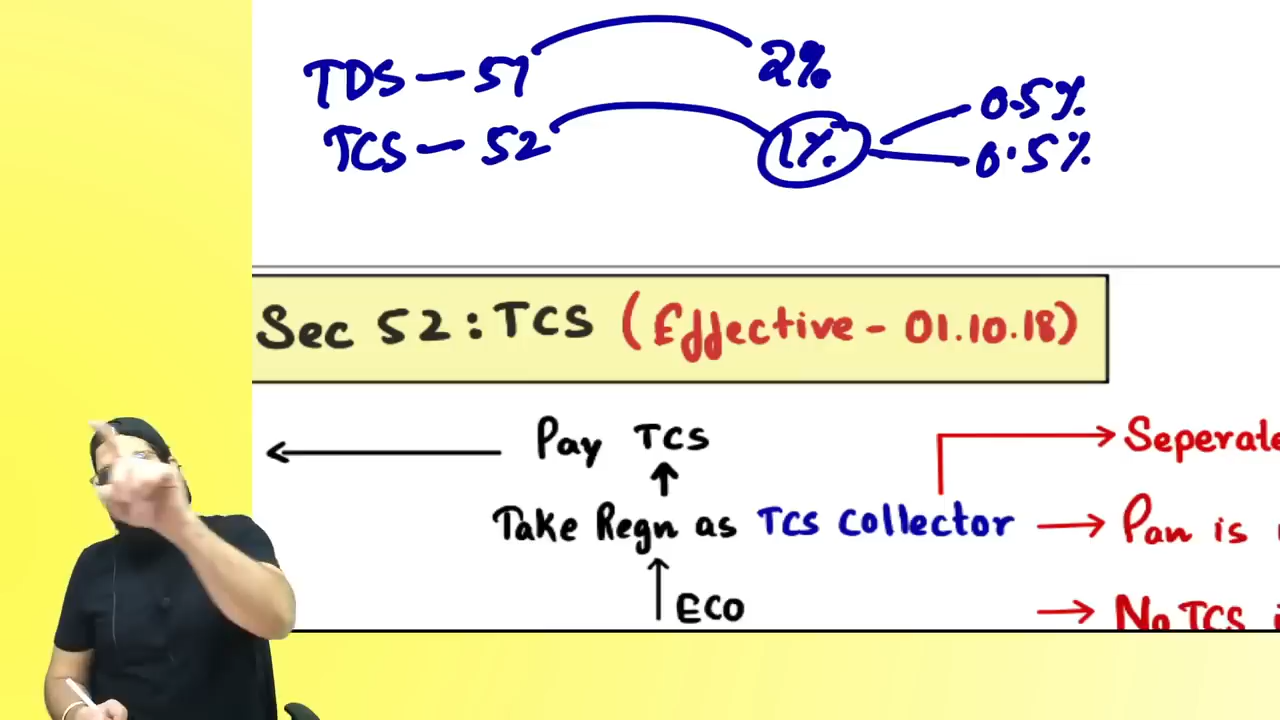 TDS - 51 2%
TCS - 52 1% 0.5%
0.5%
Sec 52 : TCS (Effective - 01.10.18)
Pay TCS Seperate
Take Regn as TCS Collector Pan is
ECO No TCS